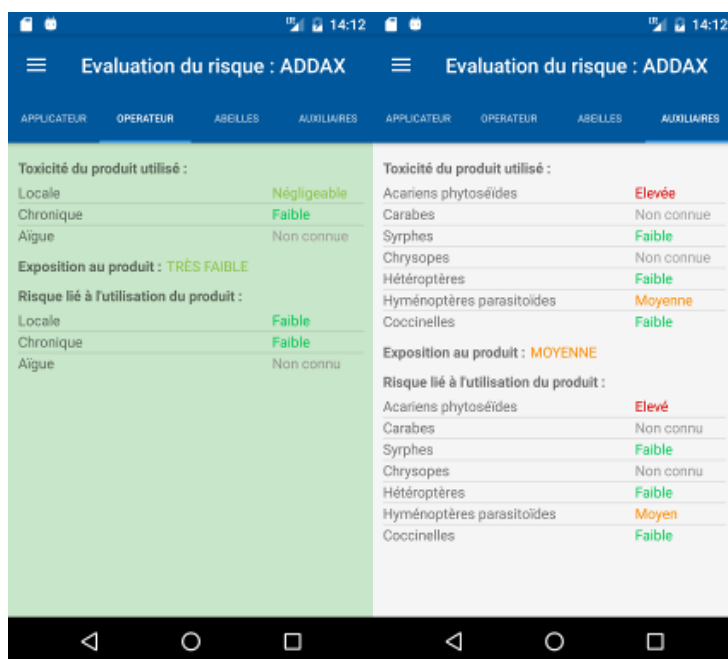 14:12
Evaluation du risque : ADDAX
APPLICATEUR OPERATEUR ABEILLES AUXILIAIRES
Toxicité du produit utilisé :
Locale Négligeable
Chronique Faible
Aïgue Non connue
Exposition au produit : TRÈS FAIBLE
Risque lié à l'utilisation du produit :
Locale Faible
Chronique Faible
Aïgue Non connu
14:12
Evaluation du risque : ADDAX
APPLICATEUR OPERATEUR ABEILLES AUXILIAIRES
Toxicité du produit utilisé :
Acariens phytoséïdes Elevée
Carabes Non connue
Syrphes Faible
Chrysopes Non connue
Hétéroptères Faible
Hyménoptères parasitoïdes Moyenne
Coccinelles Faible
Exposition au produit : MOYENNE
Risque lié à l'utilisation du produit :
Acariens phytoséïdes Elevé
Carabes Non connu
Syrphes Faible
Chrysopes Non connu
Hétéroptères Faible
Hyménoptères parasitoïdes Moyen
Coccinelles Faible